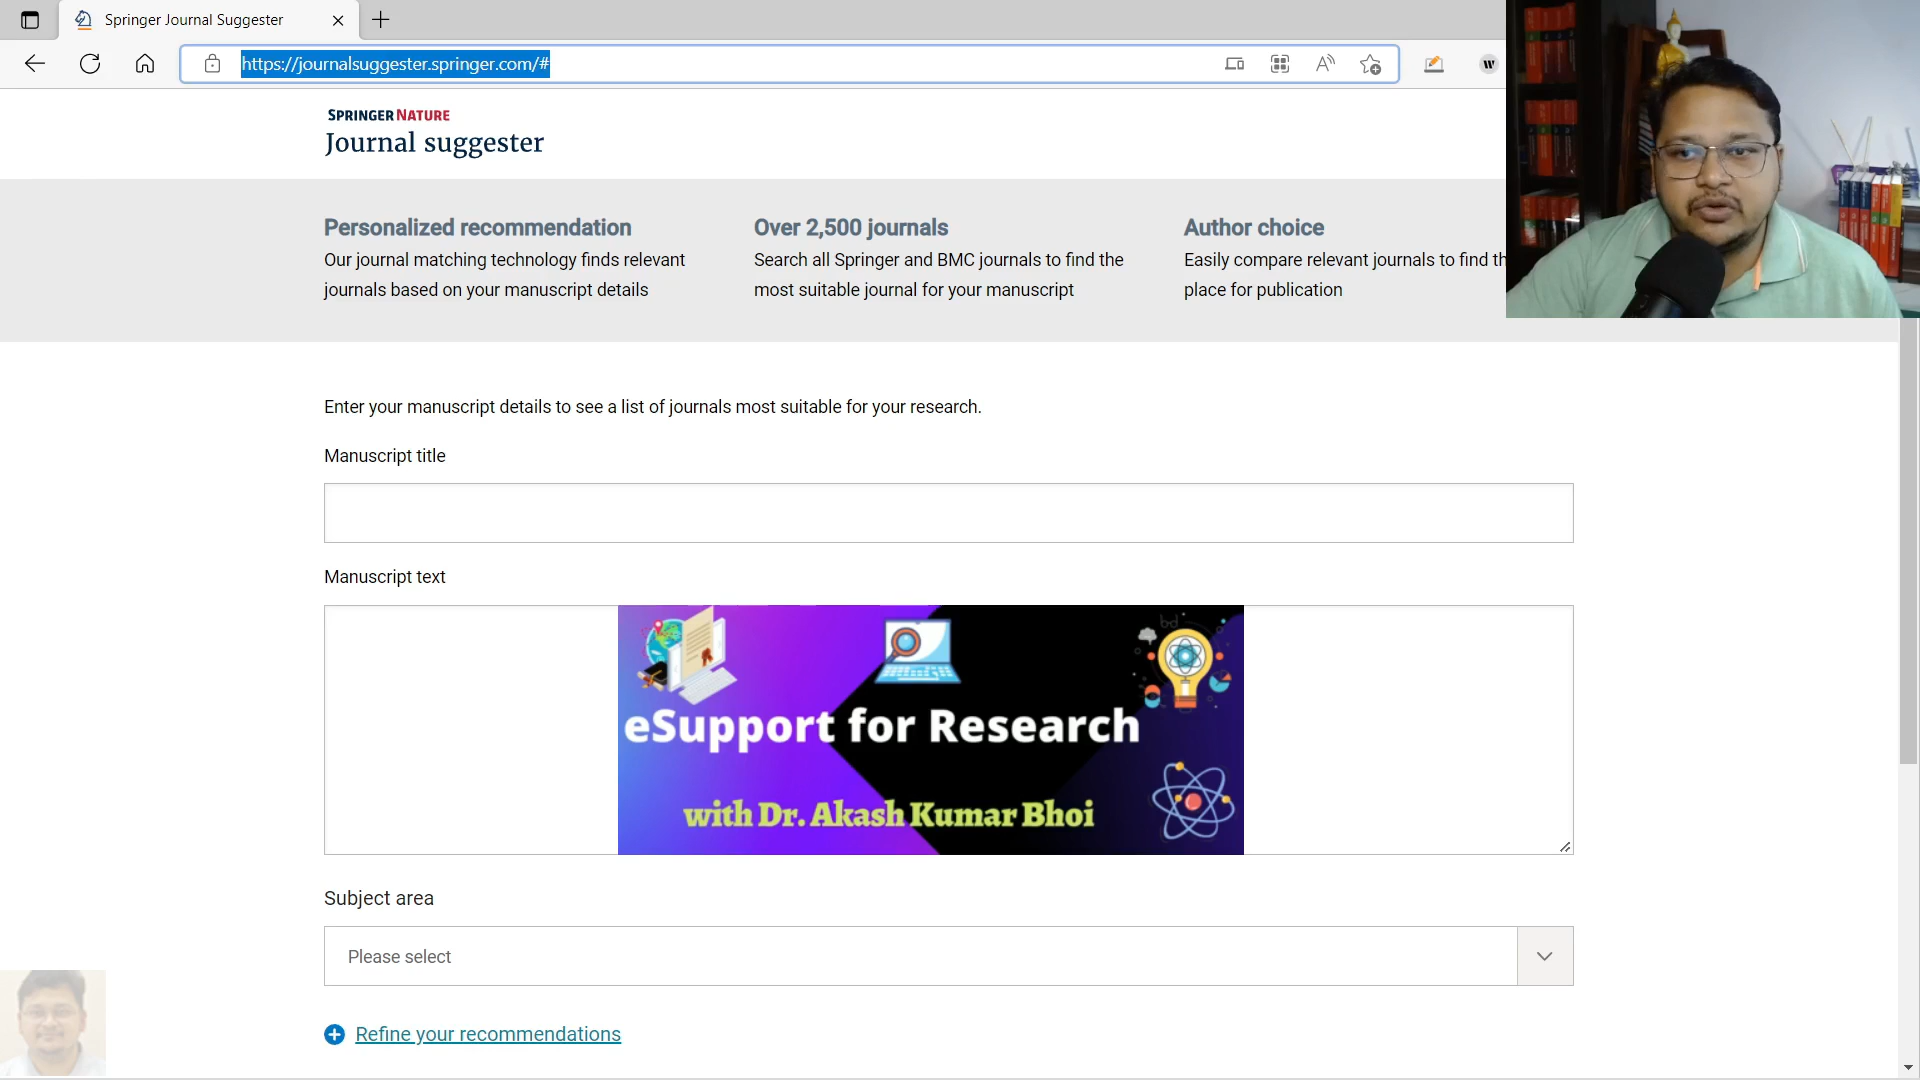 Springer Journal Suggester
https://journalsuggester.springer.com/#
W
SPRINGER NATURE
Journal suggester
Personalized recommendation
Our journal matching technology finds relevant
journals based on your manuscript details
Over 2,500 journals
Search all Springer and BMC journals to find the
most suitable journal for your manuscript
Author choice
Easily compare relevant journals to find th
place for publication
Enter your manuscript details to see a list of journals most suitable for your research.
Manuscript title
Manuscript text
eSupport for Research
with Dr. Akash Kumar Bhoi
Subject area
Please select
Refine your recommendations